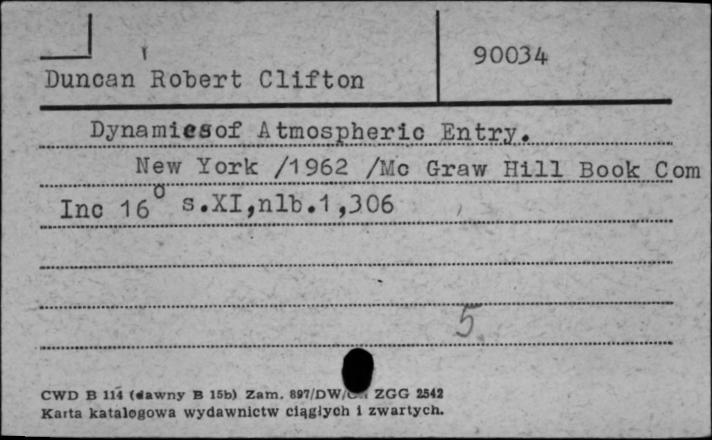 90034
Duncan Robert Clifton
Dynamicsof Atmospheric Entry.
New York /1962 /Mc Graw Hill Book Com
Inc 16° s.XI,nlb.1,306
5
CWD B 114 (dawny B 15b) Zam. 897/DW/ ZGG 2542
Karta katalogowa wydawnictw ciągłych i zwartych.